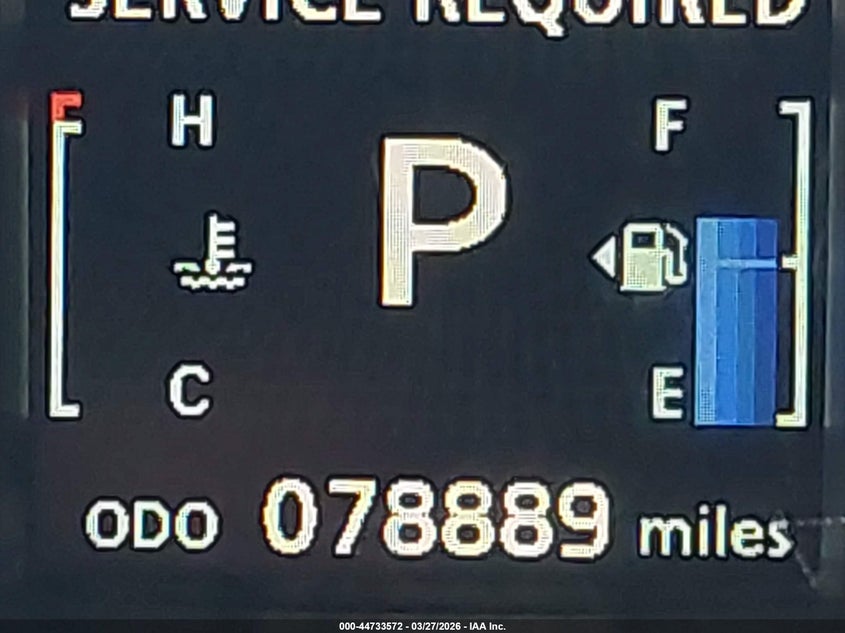 SERVICE REQUIRED
H
F
P
C
E
ODO 078889 miles
000-44733572 - 03/27/2026 - IAA Inc.